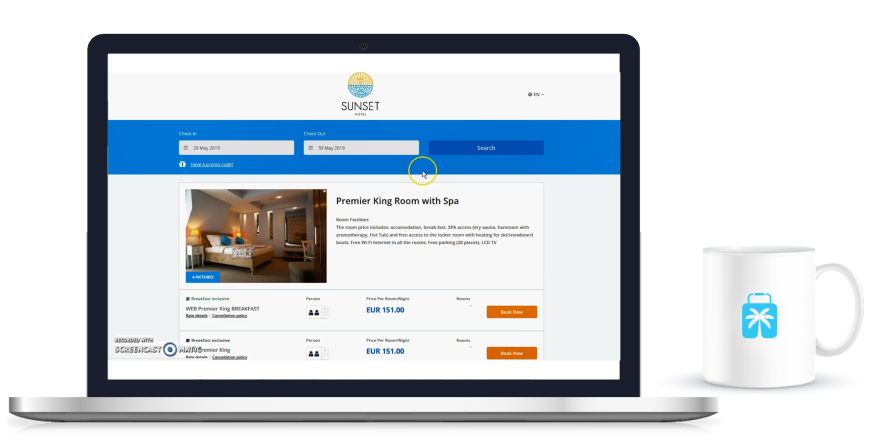 SUNSET
HOTEL
EN
Check In
Check Out
29 May 2019
30 May 2019
Search
Have a promo code?
Premier King Room with Spa
Room Facilities
The room price includes: accomodation, breakfast, SPA access (dry sauna, hammam with
aromatherapy, Hot Tub) and free access to the locker room with heating for ski/snowboard
boots. Free Wi-Fi Internet in all the rooms. Free parking (20 places). LCD TV
4 PICTURES
Breakfast inclusive
Person
Price Per Room/Night
Rooms
WEB Premier King BREAKFAST
EUR 151.00
Book Now
Rate details | Cancellation policy
Breakfast exclusive
Person
Price Per Room/Night
Rooms
Premier King
EUR 151.00
Book Now
Rate details | Cancellation policy
RECORDED WITH
SCREENCAST MATIC